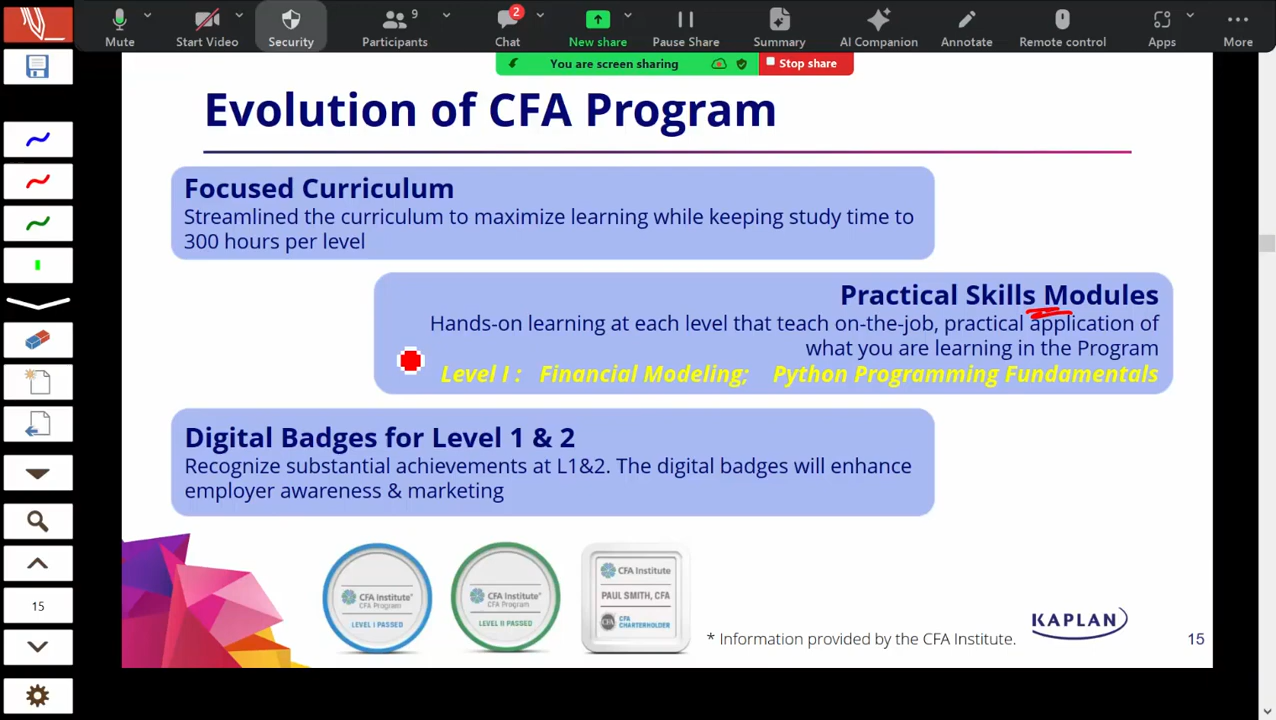 9
2
Mute
Start Video
Security
Participants
Chat
New share
Pause Share
Summary
AI Companion
Annotate
Remote control
Apps
More
You are screen sharing
Stop share
Evolution of CFA Program
Focused Curriculum
Streamlined the curriculum to maximize learning while keeping study time to
300 hours per level
Practical Skills Modules
Hands-on learning at each level that teach on-the-job, practical application of
what you are learning in the Program
Level I : Financial Modeling; Python Programming Fundamentals
Digital Badges for Level 1 & 2
Recognize substantial achievements at L1&2. The digital badges will enhance
employer awareness & marketing
CFA Institute®
CFA Program
LEVEL I PASSED
CFA Institute®
CFA Program
LEVEL II PASSED
CFA Institute
PAUL SMITH, CFA
CFA
CFA
CHARTERHOLDER
* Information provided by the CFA Institute.
KAPLAN
15
15